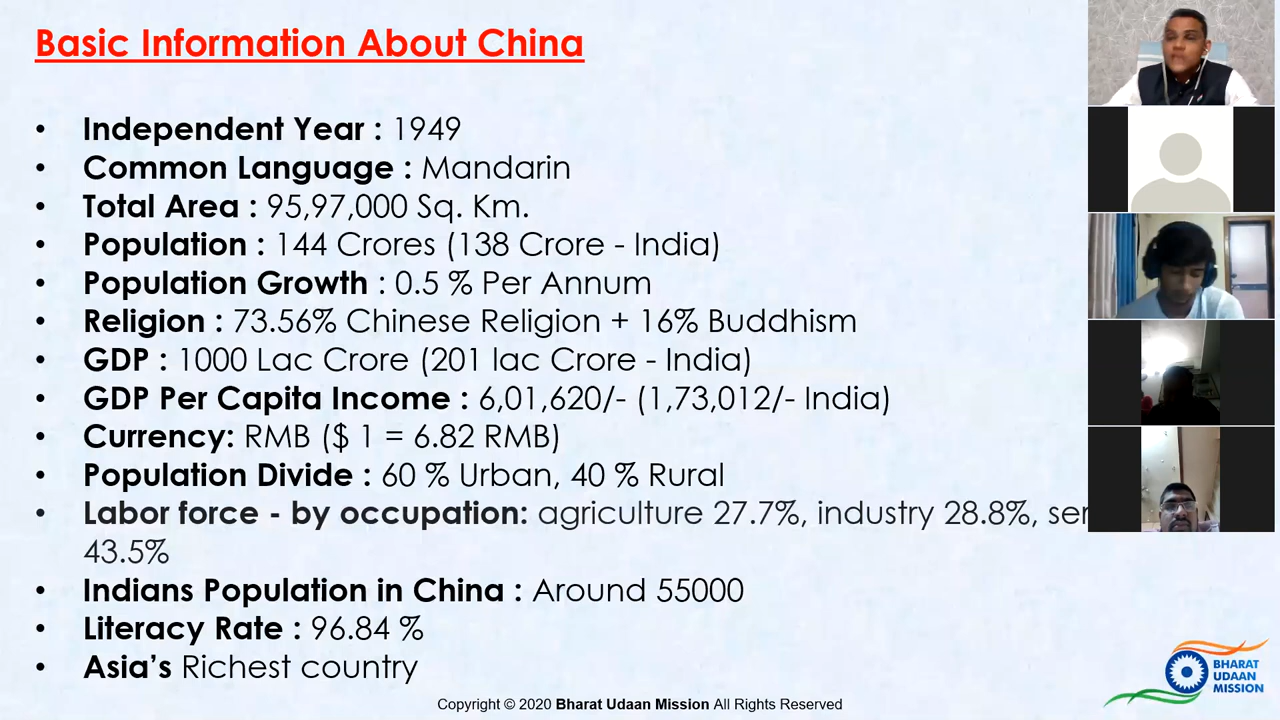 Basic Information About China
• Independent Year : 1949
• Common Language : Mandarin
• Total Area : 95,97,000 Sq. Km.
• Population : 144 Crores (138 Crore - India)
• Population Growth : 0.5 % Per Annum
• Religion : 73.56% Chinese Religion + 16% Buddhism
• GDP : 1000 Lac Crore (201 lac Crore - India)
• GDP Per Capita Income : 6,01,620/- (1,73,012/- India)
• Currency: RMB ($ 1 = 6.82 RMB)
• Population Divide : 60 % Urban, 40 % Rural
• Labor force - by occupation: agriculture 27.7%, industry 28.8%, ser
43.5%
• Indians Population in China : Around 55000
• Literacy Rate : 96.84 %
• Asia’s Richest country
BHARAT
UDAAN
MISSION
Copyright © 2020 Bharat Udaan Mission All Rights Reserved